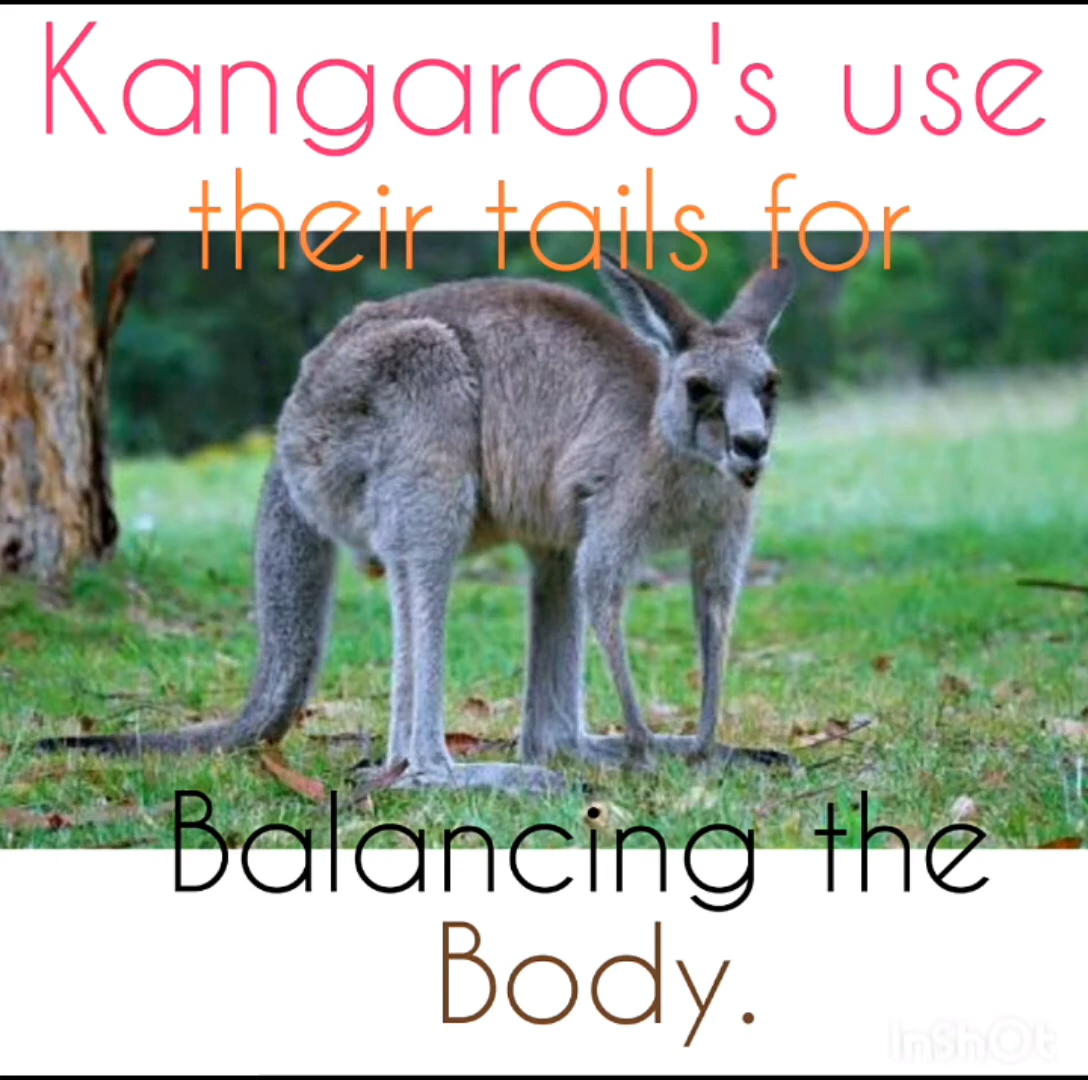 Kangaroo's use
their tails for
Balancing the
Body.
InShOt